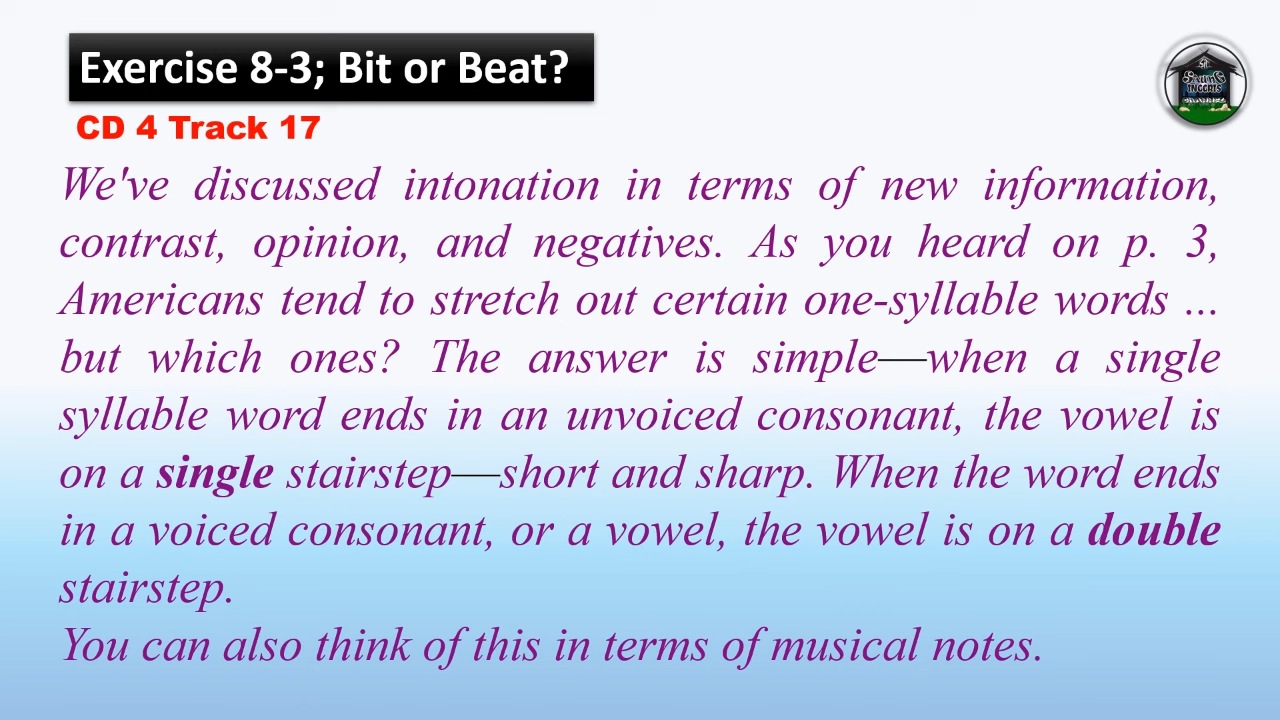 Exercise 8-3; Bit or Beat?
CD 4 Track 17
We've discussed intonation in terms of new information,
contrast, opinion, and negatives. As you heard on p. 3,
Americans tend to stretch out certain one-syllable words ...
but which ones? The answer is simple—when a single
syllable word ends in an unvoiced consonant, the vowel is
on a single stairstep—short and sharp. When the word ends
in a voiced consonant, or a vowel, the vowel is on a double
stairstep.
You can also think of this in terms of musical notes.